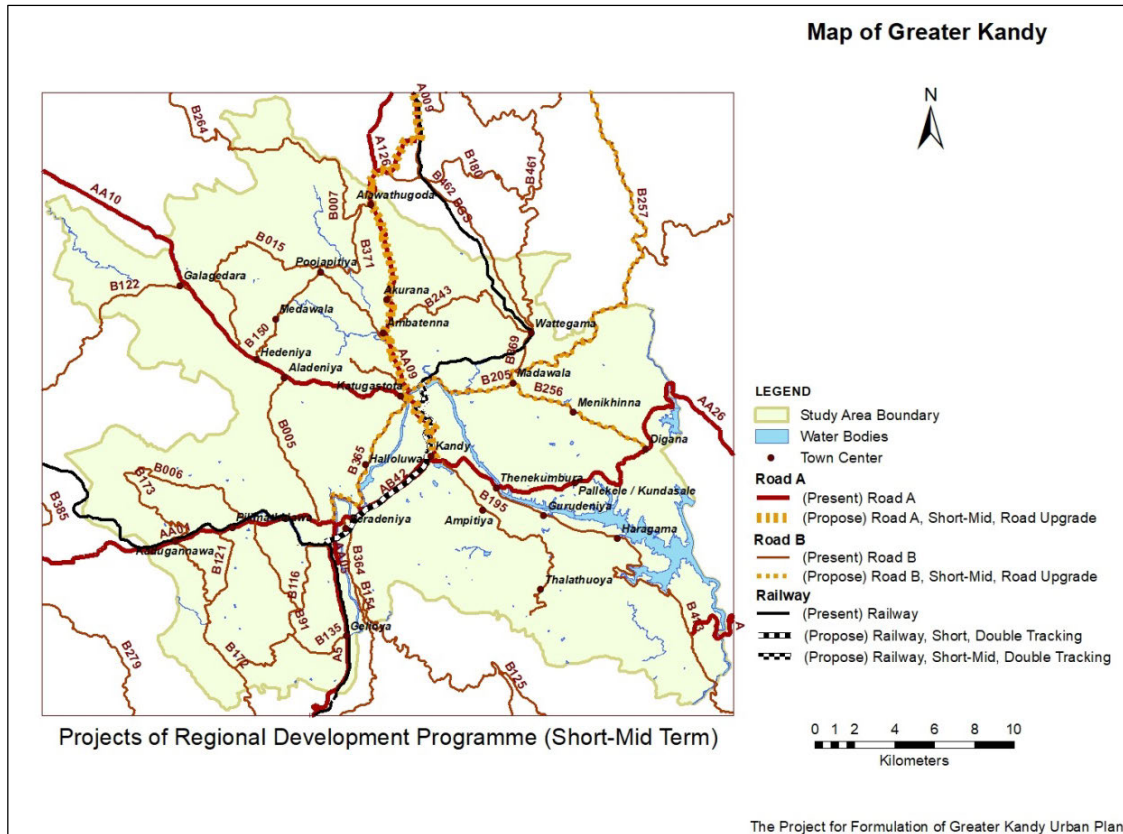 Map of Greater Kandy
N
A009
B264
A126
B180
B461
B462
AA10
B007
Alawathugoda
B257
B015
B371
Poojapitiya
B122
Galagedara
Akurana
B243
Medawala
Ambatenna
Wattegama
B150
Hedeniya
AA09
Aladeniya
Madawala
B205
Katugastota
B256
Menikhinna
AA26
B005
Digana
Kandy
B365
Halloluwa
B006
Thenekumbura
B173
AB42
Pallekele / Kundasale
B385
B195
Gurudeniya
Ampitiya
Peradeniya
AA01
Haragama
Kadugannawa
B121
AA05
B364
B116
Thalathuoya
B154
B91
B135
Gelioya
A5
B172
B279
B125
A
LEGEND
Study Area Boundary
Water Bodies
Town Center
Road A
(Present) Road A
(Propose) Road A, Short-Mid, Road Upgrade
Road B
(Present) Road B
(Propose) Road B, Short-Mid, Road Upgrade
Railway
(Present) Railway
(Propose) Railway, Short, Double Tracking
(Propose) Railway, Short-Mid, Double Tracking
Projects of Regional Development Programme (Short-Mid Term)
0 1 2 4 6 8 10
Kilometers
The Project for Formulation of Greater Kandy Urban Plan